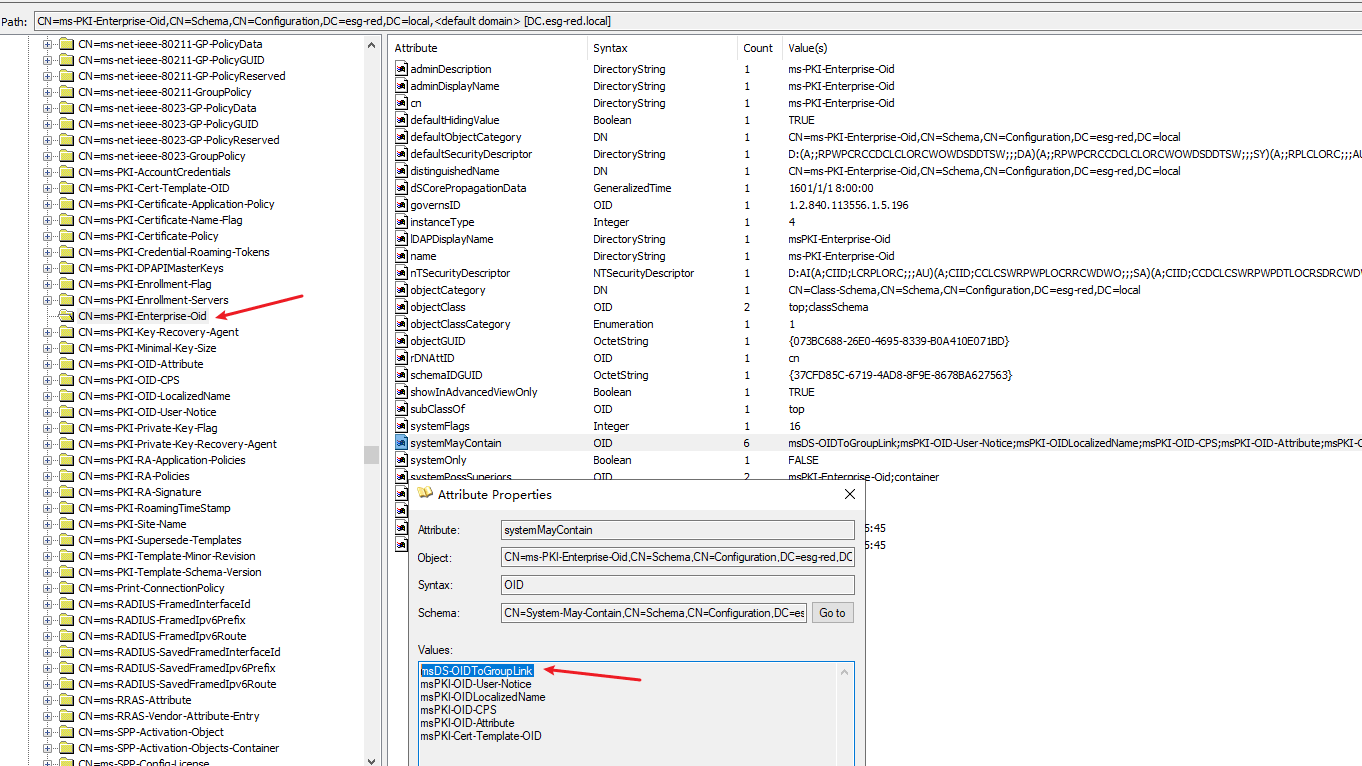 Path: CN=ms-PKI-Enterprise-Oid,CN=Schema,CN=Configuration,DC=esg-red,DC=local,<default domain> [DC.esg-red.local]
CN=ms-net-ieee-80211-GP-PolicyData
CN=ms-net-ieee-80211-GP-PolicyGUID
CN=ms-net-ieee-80211-GP-PolicyReserved
CN=ms-net-ieee-80211-GroupPolicy
CN=ms-net-ieee-8023-GP-PolicyData
CN=ms-net-ieee-8023-GP-PolicyGUID
CN=ms-net-ieee-8023-GP-PolicyReserved
CN=ms-net-ieee-8023-GroupPolicy
CN=ms-PKI-AccountCredentials
CN=ms-PKI-Cert-Template-OID
CN=ms-PKI-Certificate-Application-Policy
CN=ms-PKI-Certificate-Name-Flag
CN=ms-PKI-Certificate-Policy
CN=ms-PKI-Credential-Roaming-Tokens
CN=ms-PKI-DPAPIMasterKeys
CN=ms-PKI-Enrollment-Flag
CN=ms-PKI-Enrollment-Servers
CN=ms-PKI-Enterprise-Oid
CN=ms-PKI-Key-Recovery-Agent
CN=ms-PKI-Minimal-Key-Size
CN=ms-PKI-OID-Attribute
CN=ms-PKI-OID-CPS
CN=ms-PKI-OID-LocalizedName
CN=ms-PKI-OID-User-Notice
CN=ms-PKI-Private-Key-Flag
CN=ms-PKI-Private-Key-Recovery-Agent
CN=ms-PKI-RA-Application-Policies
CN=ms-PKI-RA-Policies
CN=ms-PKI-RA-Signature
CN=ms-PKI-RoamingTimeStamp
CN=ms-PKI-Site-Name
CN=ms-PKI-Supersede-Templates
CN=ms-PKI-Template-Minor-Revision
CN=ms-PKI-Template-Schema-Version
CN=ms-Print-ConnectionPolicy
CN=ms-RADIUS-FramedInterfaceId
CN=ms-RADIUS-FramedIpv6Prefix
CN=ms-RADIUS-FramedIpv6Route
CN=ms-RADIUS-SavedFramedInterfaceId
CN=ms-RADIUS-SavedFramedIpv6Prefix
CN=ms-RADIUS-SavedFramedIpv6Route
CN=ms-RRAS-Attribute
CN=ms-RRAS-Vendor-Attribute-Entry
CN=ms-SPP-Activation-Object
CN=ms-SPP-Activation-Objects-Container
CN=ms-SPP-Config-License
Attribute Syntax Count Value(s)
adminDescription DirectoryString 1 ms-PKI-Enterprise-Oid
adminDisplayName DirectoryString 1 ms-PKI-Enterprise-Oid
cn DirectoryString 1 ms-PKI-Enterprise-Oid
defaultHidingValue Boolean 1 TRUE
defaultObjectCategory DN 1 CN=ms-PKI-Enterprise-Oid,CN=Schema,CN=Configuration,DC=esg-red,DC=local
defaultSecurityDescriptor DirectoryString 1 D:(A;;RPWPCRCCDCLCLORCWOWDSDDTSW;;;DA)(A;;RPWPCRCCDCLCLORCWOWDSDDTSW;;;SY)(A;;RPLCLORC;;;AU
distinguishedName DN 1 CN=ms-PKI-Enterprise-Oid,CN=Schema,CN=Configuration,DC=esg-red,DC=local
dSCorePropagationData GeneralizedTime 1 1601/1/1 8:00:00
governsID OID 1 1.2.840.113556.1.5.196
instanceType Integer 1 4
lDAPDisplayName DirectoryString 1 msPKI-Enterprise-Oid
name DirectoryString 1 ms-PKI-Enterprise-Oid
nTSecurityDescriptor NTSecurityDescriptor 1 D:AI(A;CIID;LCRPLORC;;;AU)(A;CIID;CCLCSWRPWPLOCRRCWDWO;;;SA)(A;CIID;CCDCLCSWRPWPDTLOCRSDRCWDW
objectCategory DN 1 CN=Class-Schema,CN=Schema,CN=Configuration,DC=esg-red,DC=local
objectClass OID 2 top;classSchema
objectClassCategory Enumeration 1 1
objectGUID OctetString 1 {073BC688-26E0-4695-8339-B0A410E071BD}
rDNAttID OID 1 cn
schemaIDGUID OctetString 1 {37CFD85C-6719-4AD8-8F9E-8678BA627563}
showInAdvancedViewOnly Boolean 1 TRUE
subClassOf OID 1 top
systemFlags Integer 1 16
systemMayContain OID 6 msDS-OIDToGroupLink;msPKI-OID-User-Notice;msPKI-OIDLocalizedName;msPKI-OID-CPS;msPKI-OID-Attribute;msPKI-C
systemOnly Boolean 1 FALSE
systemPossSuperiors OID 2 msPKI-Enterprise-Oid;container
5:45
5:45
Attribute Properties
Attribute: systemMayContain
Object: CN=ms-PKI-Enterprise-Oid,CN=Schema,CN=Configuration,DC=esg-red,DC
Syntax: OID
Schema: CN=System-May-Contain,CN=Schema,CN=Configuration,DC=es Go to
Values:
msDS-OIDToGroupLink
msPKI-OID-User-Notice
msPKI-OIDLocalizedName
msPKI-OID-CPS
msPKI-OID-Attribute
msPKI-Cert-Template-OID